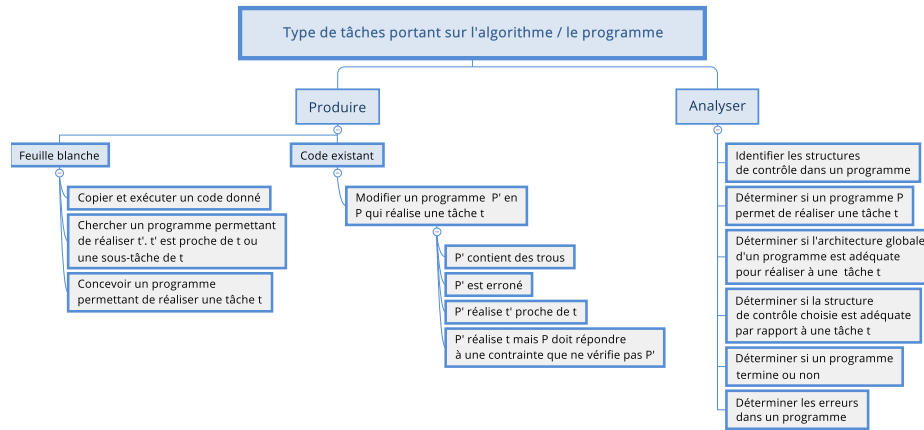 Type de tâches portant sur l'algorithme / le programme
Produire
Analyser
Feuille blanche
Code existant
Copier et exécuter un code donné
Chercher un programme permettant
de réaliser t'. t' est proche de t ou
une sous-tâche de t
Concevoir un programme
permettant de réaliser une tâche t
Modifier un programme P' en
P qui réalise une tâche t
P' contient des trous
P' est erroné
P' réalise t' proche de t
P' réalise t mais P doit répondre
à une contrainte que ne vérifie pas P'
Identifier les structures
de contrôle dans un programme
Déterminer si un programme P
permet de réaliser une tâche t
Déterminer si l'architecture globale
d'un programme est adéquate
pour réaliser à une tâche t
Déterminer si la structure
de contrôle choisie est adéquate
par rapport à une tâche t
Déterminer si un programme
termine ou non
Déterminer les erreurs
dans un programme